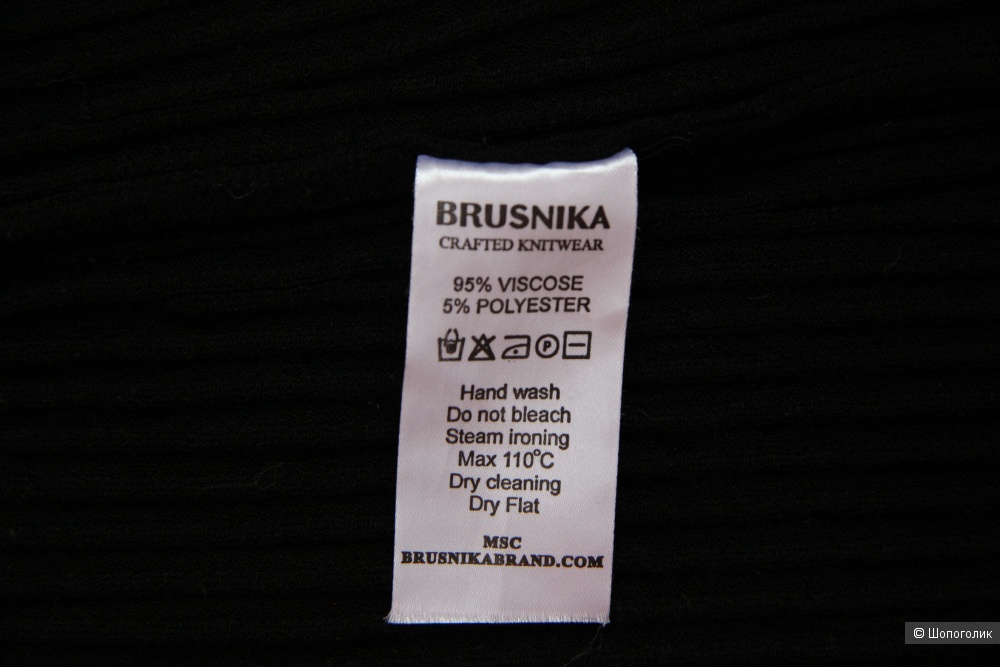 BRUSNIKA
CRAFTED KNITWEAR
95% VISCOSE
5% POLYESTER
P
Hand wash
Do not bleach
Steam ironing
Max 110°C
Dry cleaning
Dry Flat
MSC
BRUSNIKABRAND.COM
© Шопоголик